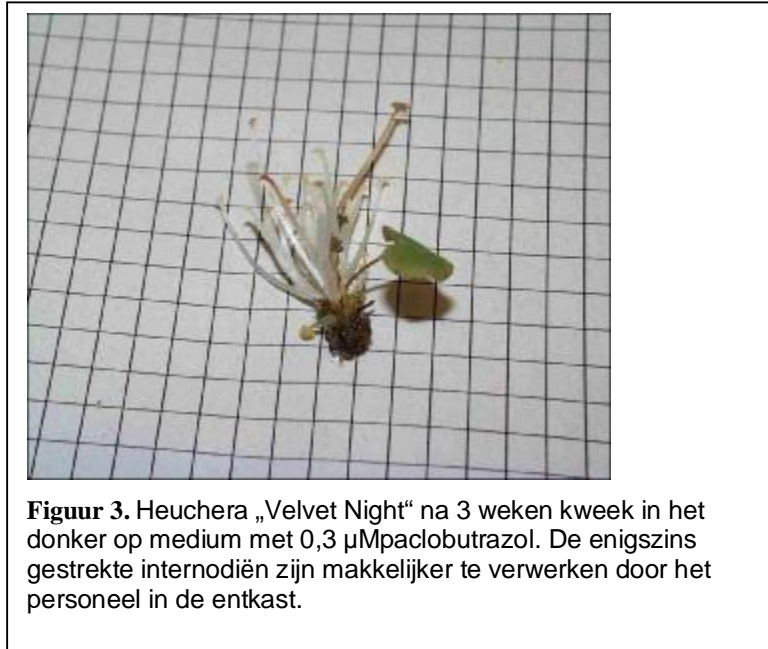 Figuur 3. Heuchera „Velvet Night“ na 3 weken kweek in het
donker op medium met 0,3 µMpaclobutrazol. De enigszins
gestrekte internodiën zijn makkelijker te verwerken door het
personeel in de entkast.